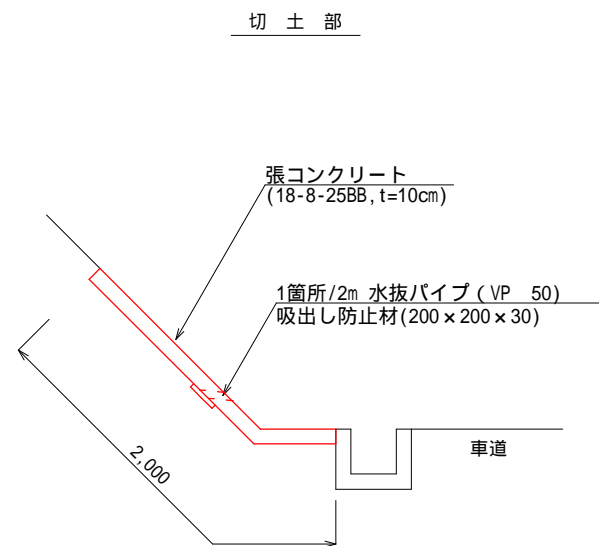 切土部
張コンクリート
(18-8-25BB,t=10cm)
1箇所/2m 水抜パイプ(VP 50)
吸出し防止材(200×200×30)
車道
2,000